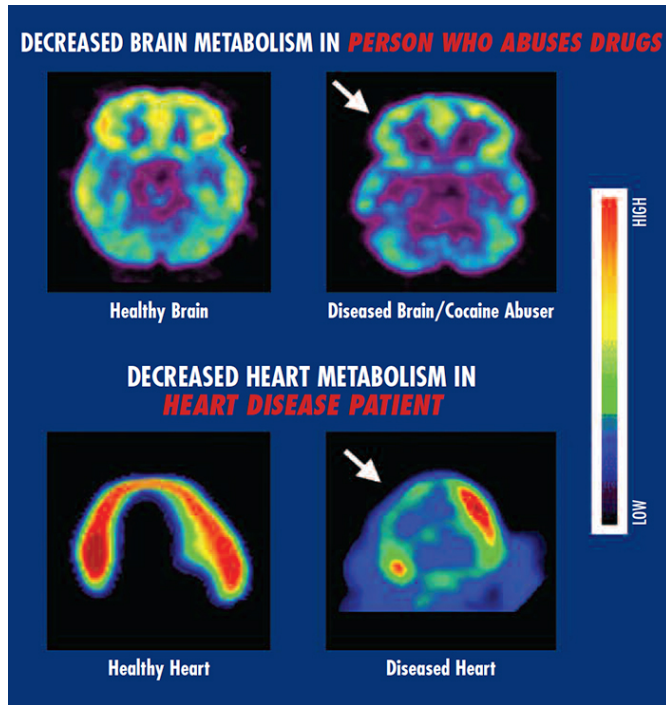 DECREASED BRAIN METABOLISM IN PERSON WHO ABUSES DRUGS
Healthy Brain
Diseased Brain/Cocaine Abuser
HIGH
LOW
DECREASED HEART METABOLISM IN
HEART DISEASE PATIENT
Healthy Heart
Diseased Heart